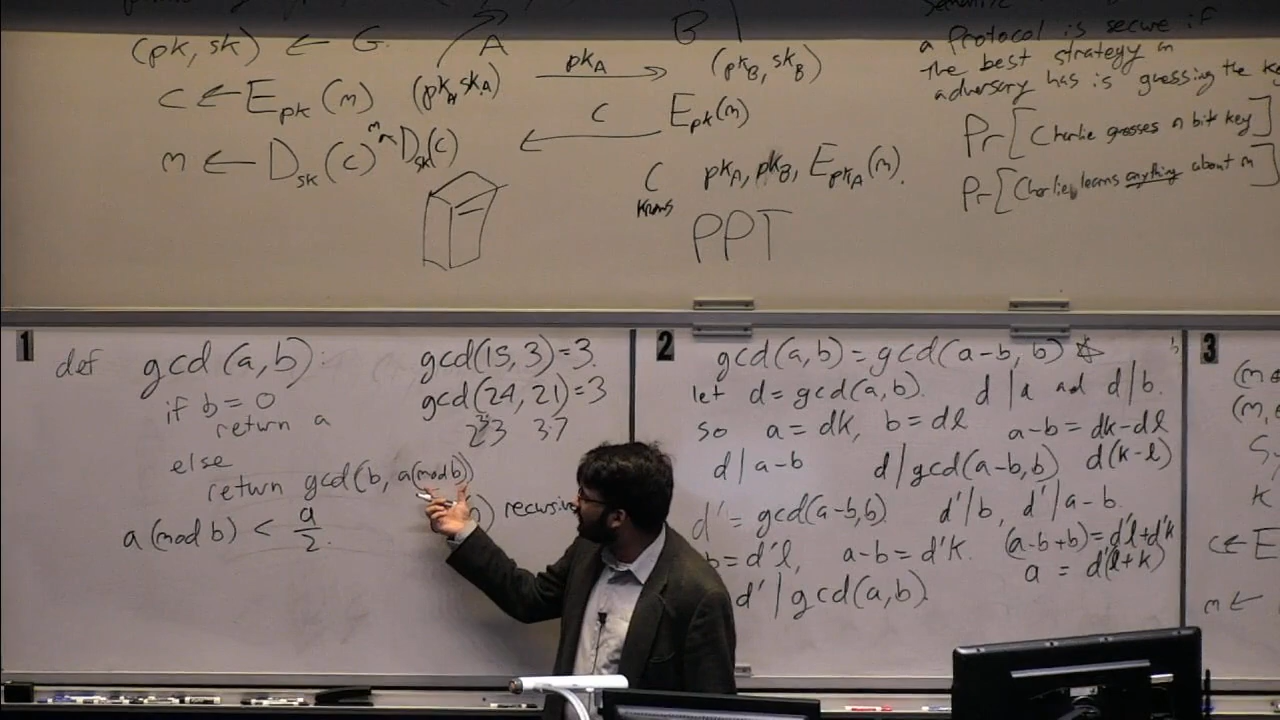 (pk, sk) ← G
c ← E_pk(m)
m ← D_sk(c)
A
(pk_A, sk_A)
m ← D_sk(c)
pk_A
c
B
(pk_B, sk_B)
E_pk(m)
C knows
pk_A, pk_B, E_pkA(m).
PPT
a Protocol is secure if
the best strategy an
adversary has is guessing the
Pr[Charlie guesses n bit key]
Pr[Charlie learns anything about m]
1
def gcd(a, b):
if b = 0
return a
else
return gcd(b, a(mod b))
a (mod b) < a/2.
gcd(15, 3) = 3.
gcd(24, 21) = 3
2³3 3·7
2
gcd(a, b) = gcd(a-b, b)
let d = gcd(a, b). d | a and d | b.
so a = dk, b = dl a-b = dk-dl
d | a-b d | gcd(a-b, b) d(k-l)
d' = gcd(a-b, b). d' | b, d' | a-b.
b = d'l, a-b = d'k. (a-b+b) = d'l+d'k
a = d'(l+k)
d' | gcd(a, b).
3
(m
(m,
K
c ← E
m ←